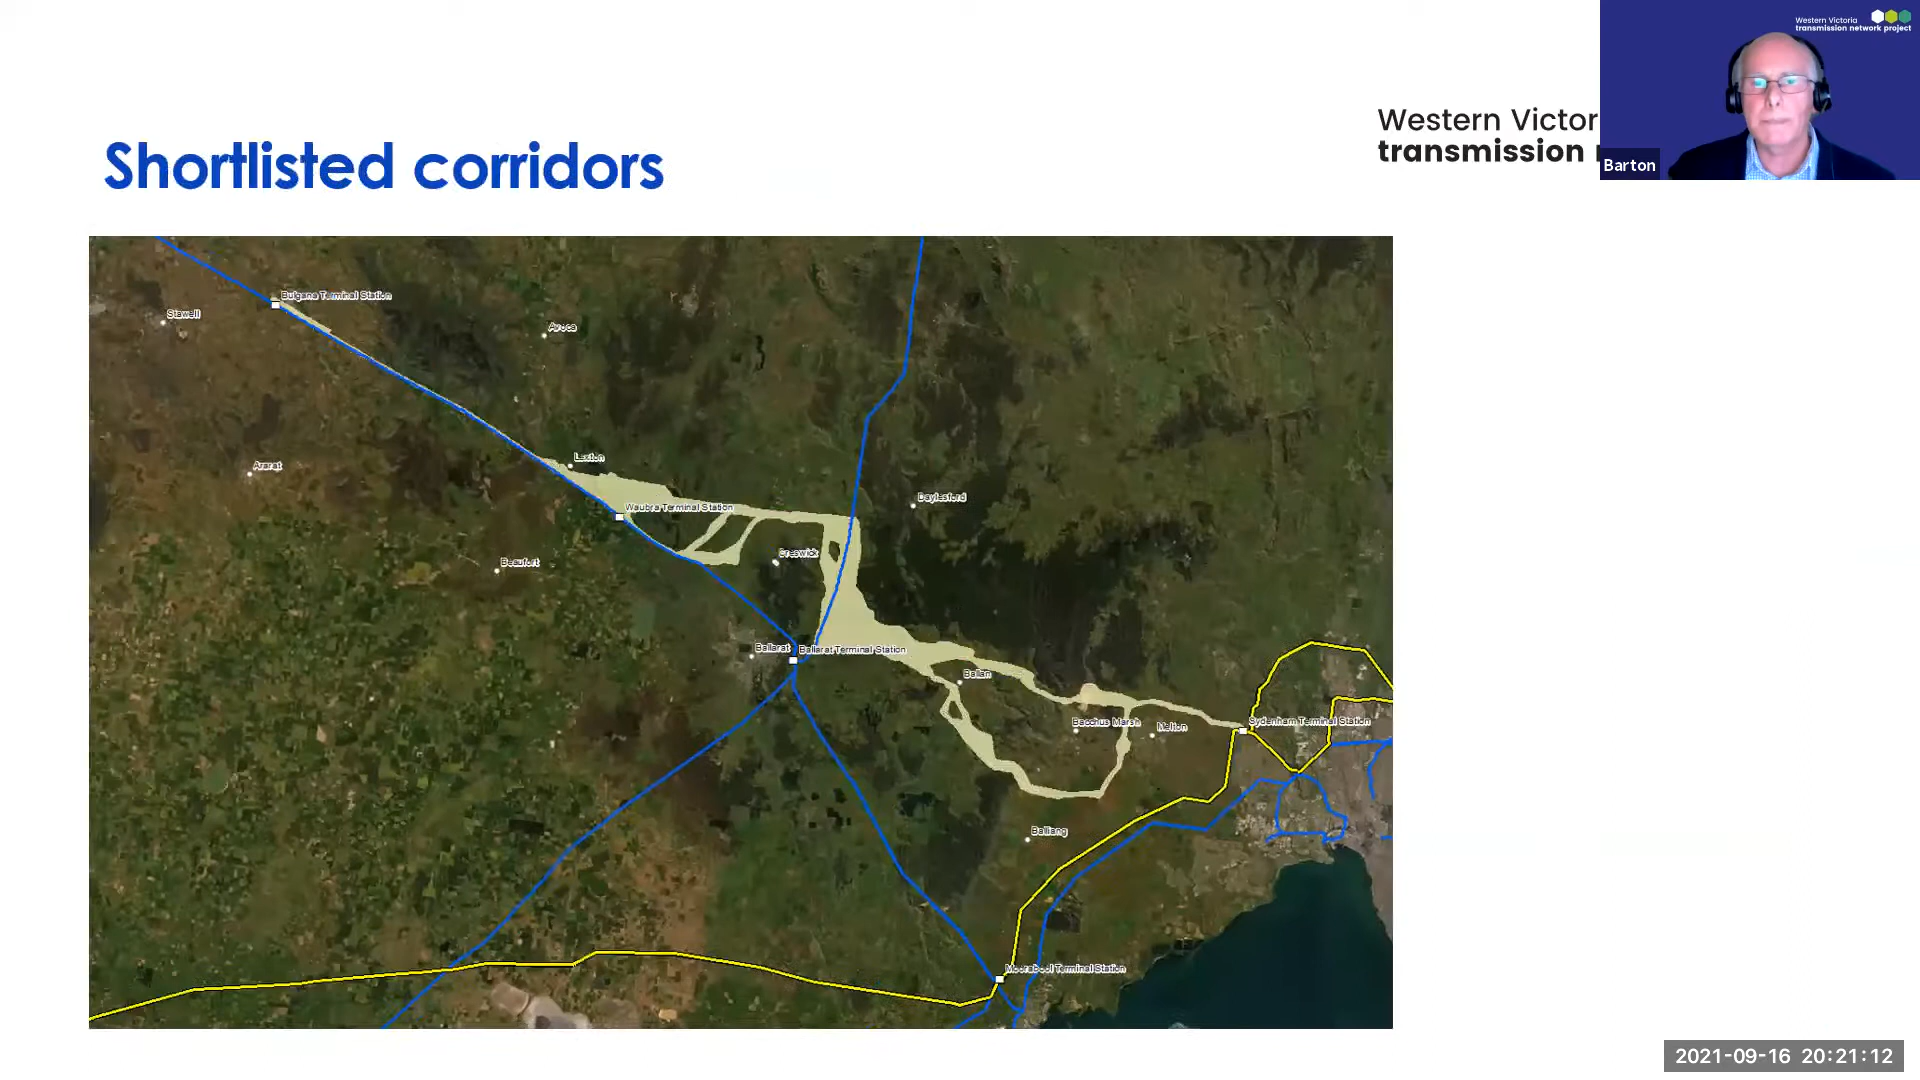 Western Victoria
transmission network project
Western Victor
transmission
Barton
Shortlisted corridors
Bulgana Terminal Station
Stawell
Avoca
Lexton
Ararat
Waubra Terminal Station
Daylesford
Creswick
Beaufort
Ballarat
Ballarat Terminal Station
Ballan
Bacchus Marsh
Melton
Sydenham Terminal Station
Balliang
Moorabool Terminal Station
2021-09-16 20:21:12